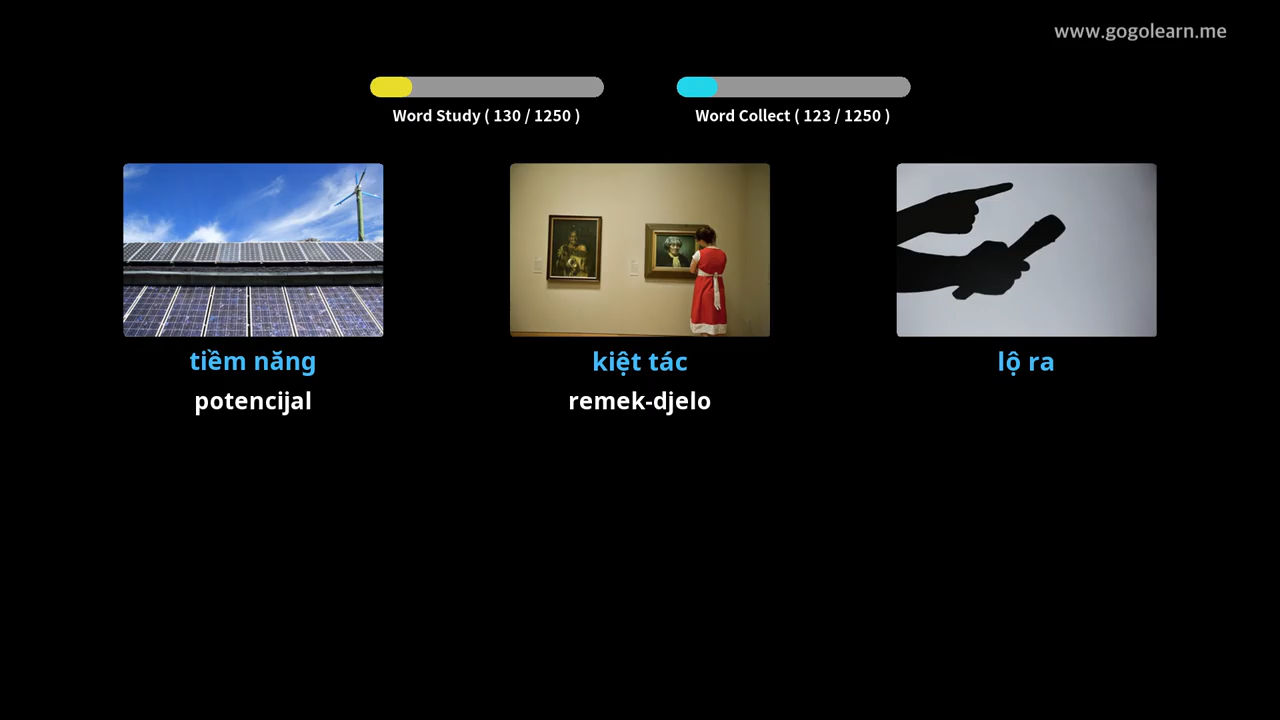 www.gogolearn.me
Word Study ( 130 / 1250 )
Word Collect ( 123 / 1250 )
tiềm năng
kiệt tác
lộ ra
potencijal
remek-djelo